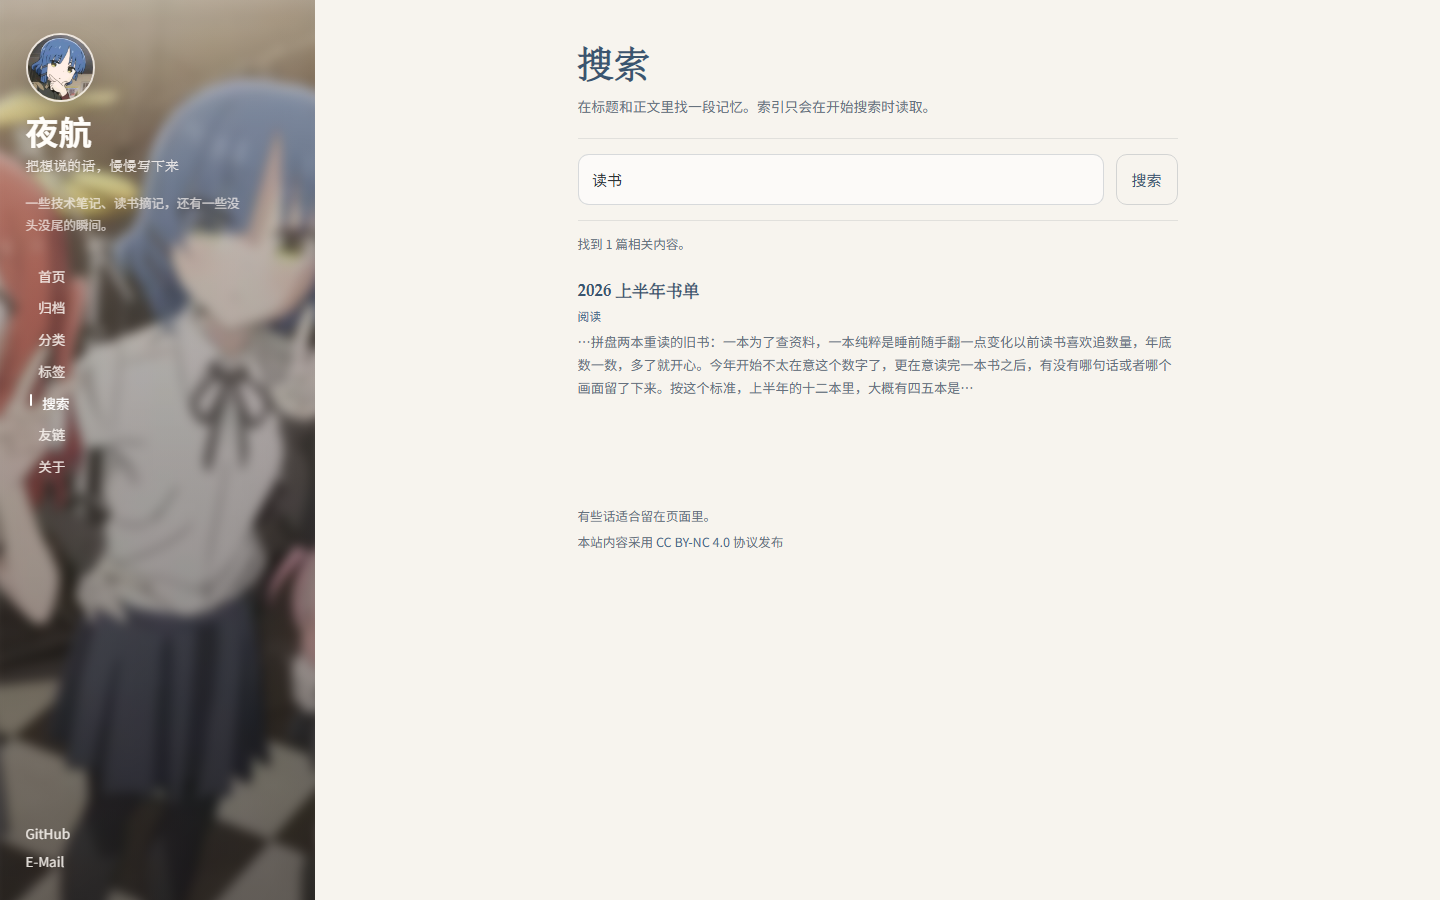 夜航
把想说的话，慢慢写下来
一些技术笔记、读书摘记，还有一些没
头没尾的瞬间。
首页
归档
分类
标签
搜索
友链
关于
GitHub
E-Mail
搜索
在标题和正文里找一段记忆。索引只会在开始搜索时读取。
读书
搜索
找到 1 篇相关内容。
2026 上半年书单
阅读
…拼盘两本重读的旧书：一本为了查资料，一本纯粹是睡前随手翻一点变化以前读书喜欢追数量，年底
数一数，多了就开心。今年开始不太在意这个数字了，更在意读完一本书之后，有没有哪句话或者哪个
画面留了下来。按这个标准，上半年的十二本里，大概有四五本是…
有些话适合留在页面里。
本站内容采用 CC BY-NC 4.0 协议发布